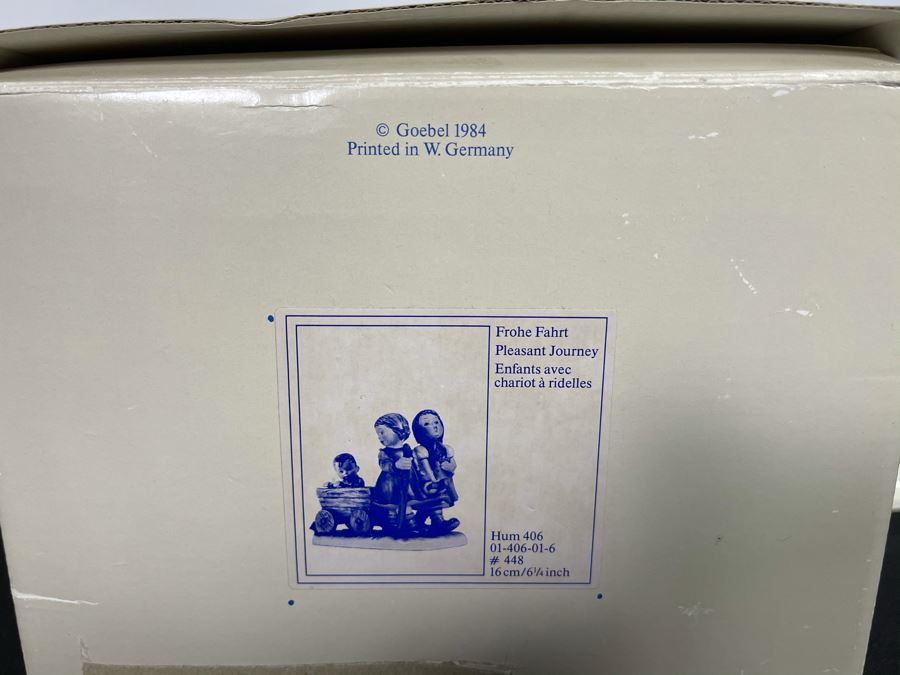 © Goebel 1984
Printed in W. Germany
Frohe Fahrt
Pleasant Journey
Enfants avec
chariot à ridelles
Hum 406
01-406-01-6
# 448
16 cm/6¼ inch